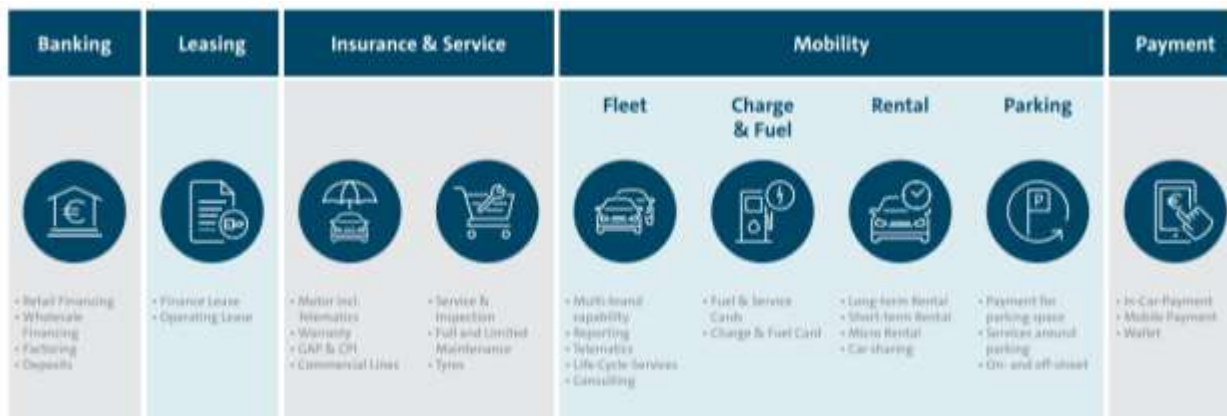 Banking
Leasing
Insurance & Service
Mobility
Payment
Fleet
Charge
& Fuel
Rental
Parking
€
P
• Retail Financing
• Wholesale
Financing
• Factoring
• Deposits
• Finance Lease
• Operating Lease
• Motor incl.
Telematics
• Warranty
• GAP & CPI
• Commercial Lines
• Service &
Inspection
• Full and Limited
Maintenance
• Tyres
• Multi-brand
capability
• Reporting
• Telematics
• Life-Cycle-Services
• Consulting
• Fuel & Service
Cards
• Charge & Fuel Card
• Long-term Rental
• Short-term Rental
• Micro Rental
• Car-sharing
• Payment for
parking space
• Services around
parking
• On- and off-street
• In-Car-Payment
• Mobile Payment
• Wallet